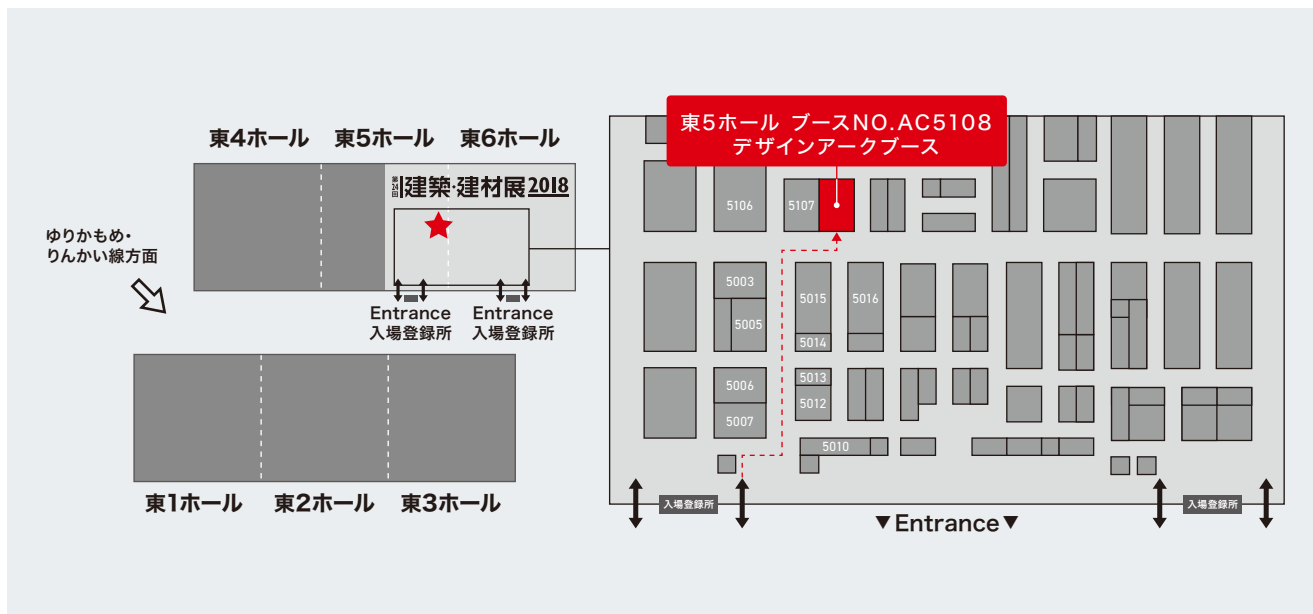 東4ホール
東5ホール
東6ホール
第24回 建築・建材展 2018
ゆりかもめ・
りんかい線方面
Entrance
入場登録所
Entrance
入場登録所
東1ホール
東2ホール
東3ホール
東5ホール ブースNO.AC5108
デザインアークブース
5106
5107
5003
5005
5015
5016
5014
5006
5013
5007
5012
5010
入場登録所
▼Entrance▼
入場登録所